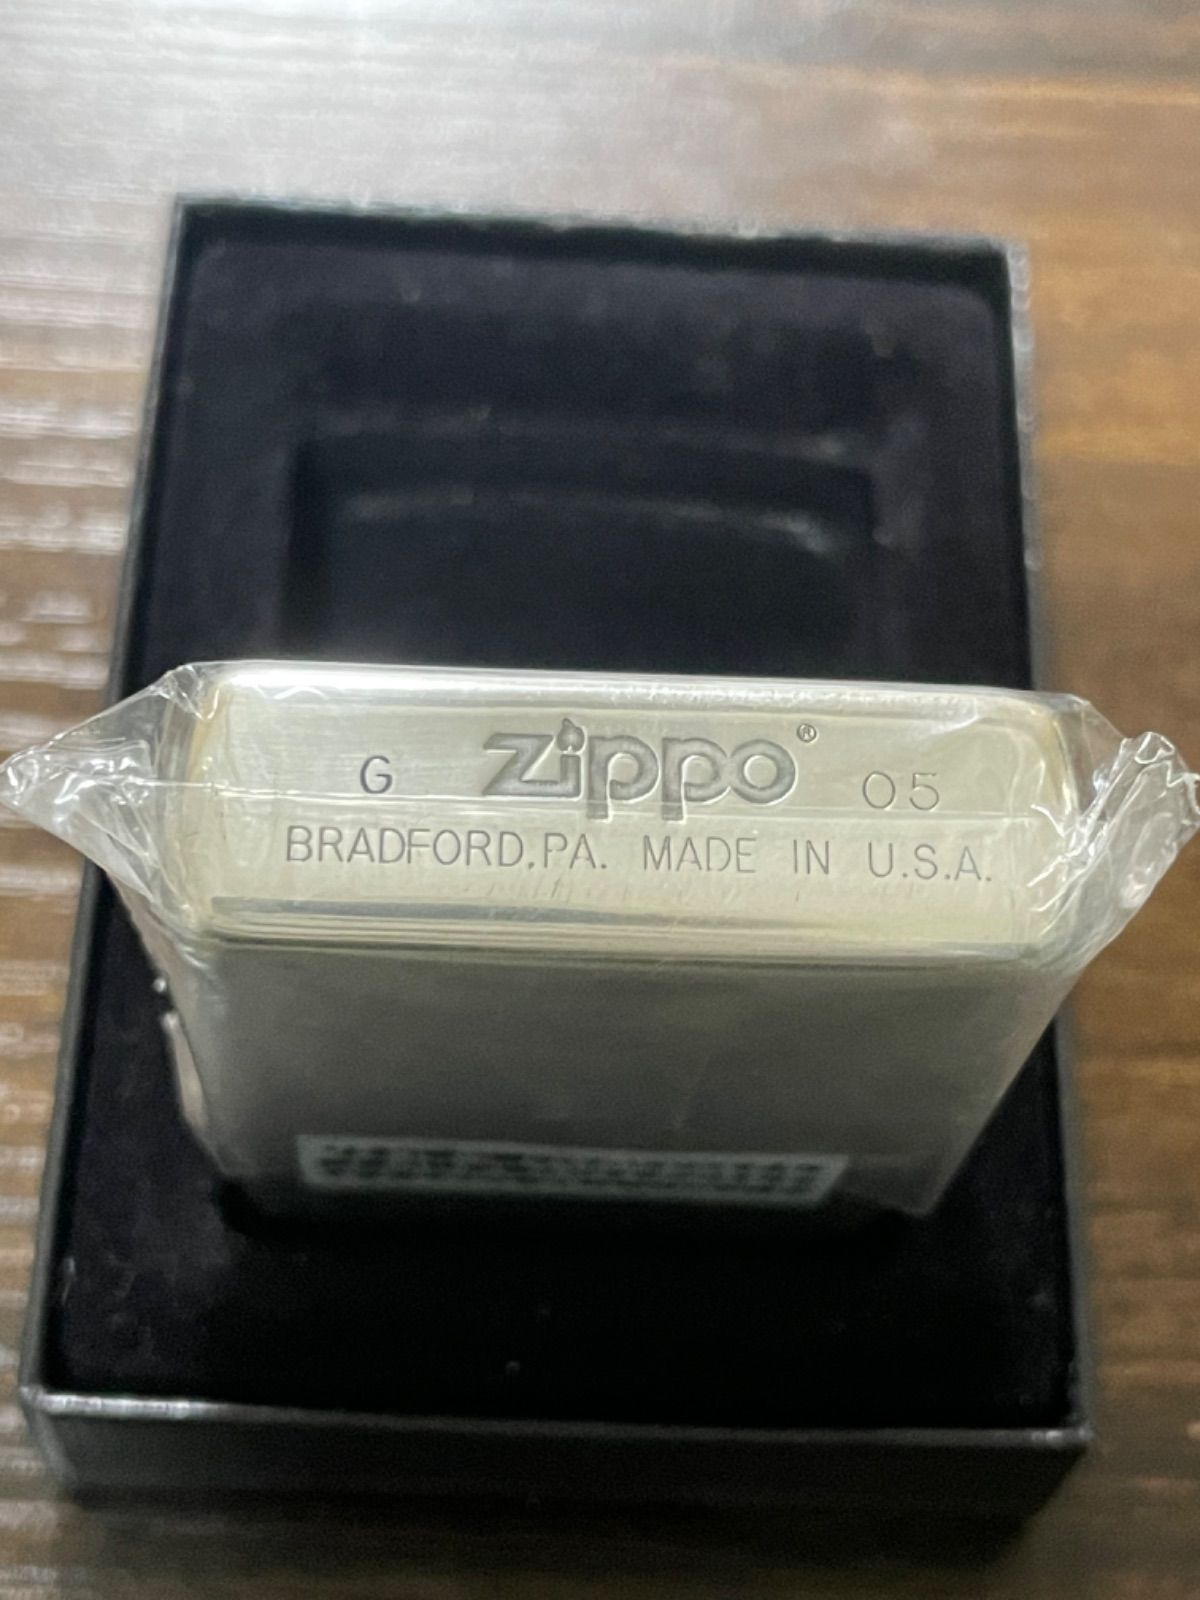 G zippo® 05
BRADFORD, PA. MADE IN U.S.A.